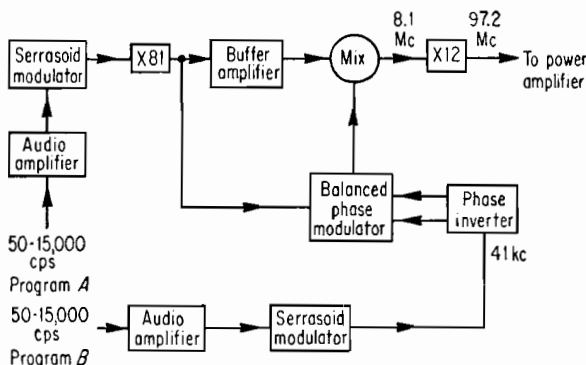 8.1
Mc
97.2
Mc
Serrasoid
modulator
X81
Buffer
amplifier
Mix
X12
To power
amplifier
Audio
amplifier
Balanced
phase
modulator
Phase
inverter
50-15,000
cps
Program A
41 kc
50-15,000
cps
Program B
Audio
amplifier
Serrasoid
modulator